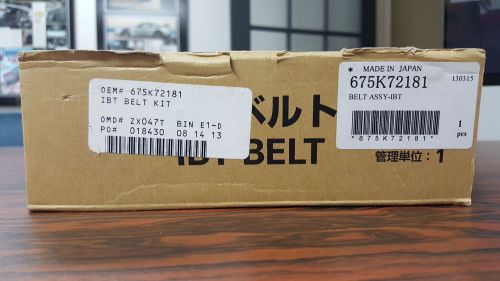 OEM# 675K72181
IBT BELT KIT
OMD# ZX047T BIN E1-D
PO# 018430 08 14 13
ベルト
IBT BELT
管理単位：1
* MADE IN JAPAN
675K72181 130315
BELT ASSY-IBT
*675K72181*
1
pcs